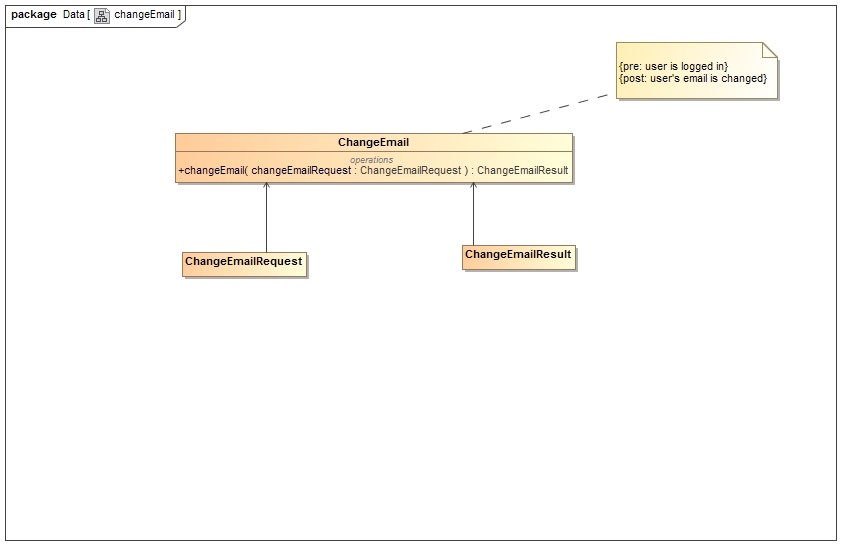 package Data [ changeEmail ]
{pre: user is logged in}
{post: user's email is changed}
ChangeEmail
operations
+changeEmail( changeEmailRequest : ChangeEmailRequest ) : ChangeEmailResult
ChangeEmailRequest
ChangeEmailResult